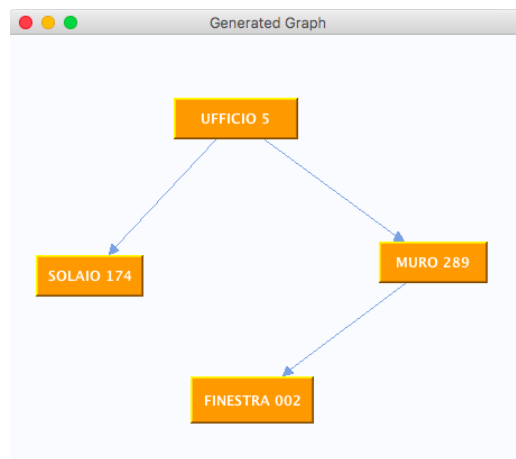 Generated Graph
UFFICIO 5
SOLAIO 174
MURO 289
FINESTRA 002